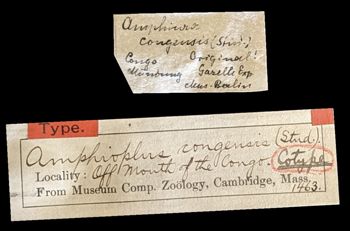 Amphiura
congensis (Stud.)
Congo Original!
Mündung Gazelle Exp
Mus. Berlin
Type.
Amphioplus congensis (Stud.)
Locality: Off Mouth of the Congo. Cotype
From Museum Comp. Zoölogy, Cambridge, Mass.
1463.